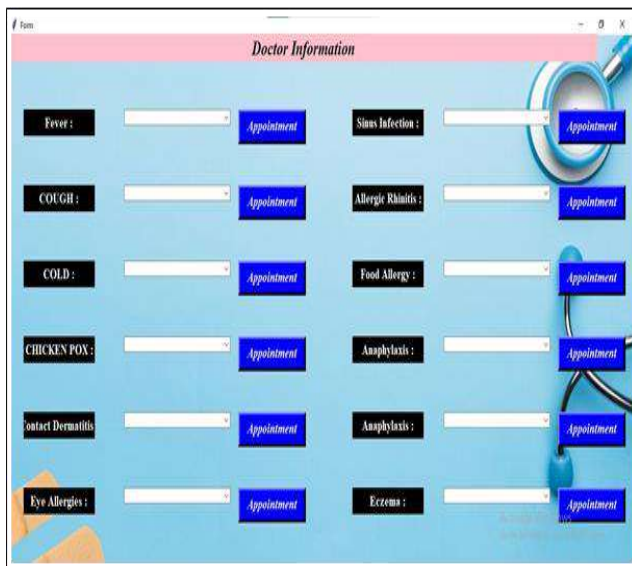 Form
Doctor Information
Fever :
Appointment
Sinus Infection :
Appointment
COUGH :
Appointment
Allergic Rhinitis :
Appointment
COLD :
Appointment
Food Allergy :
Appointment
CHICKEN POX :
Appointment
Anaphylaxis :
Appointment
Contact Dermatitis
Appointment
Anaphylaxis :
Appointment
Eye Allergies :
Appointment
Eczema :
Appointment